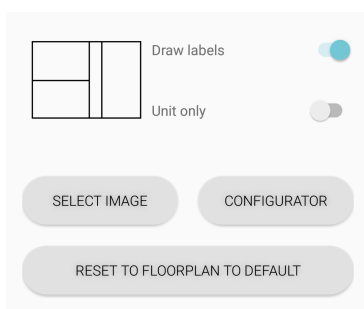 Draw labels
Unit only
SELECT IMAGE
CONFIGURATOR
RESET TO FLOORPLAN TO DEFAULT